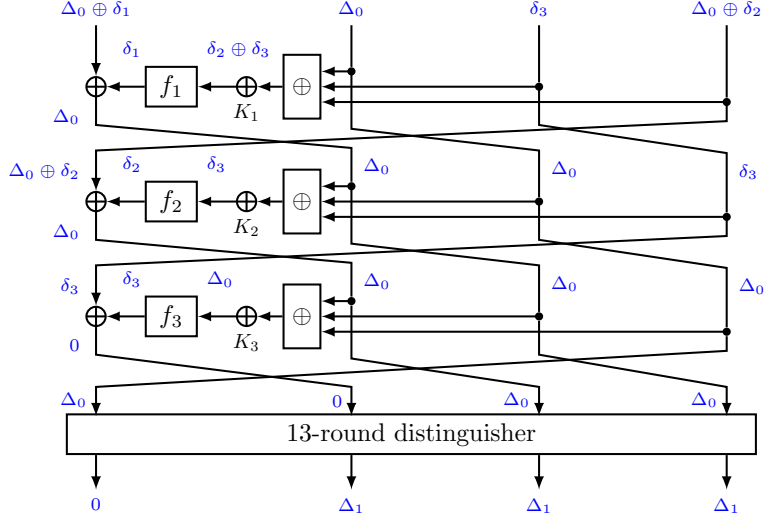 Δ₀ ⊕ δ₁ Δ₀ δ₃ Δ₀ ⊕ δ₂
δ₁ δ₂ ⊕ δ₃
f₁ ⊕
K₁
Δ₀
δ₂ δ₃ Δ₀ Δ₀ δ₃
Δ₀ ⊕ δ₂
f₂ ⊕
K₂
Δ₀
δ₃ δ₃ Δ₀ Δ₀ Δ₀ Δ₀
f₃ ⊕
K₃
0
Δ₀ 0 Δ₀ Δ₀
13-round distinguisher
0 Δ₁ Δ₁ Δ₁